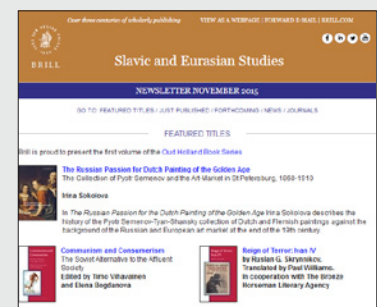 Over three centuries of scholarly publishing
VIEW AS A WEBPAGE | FORWARD E-MAIL | BRILL.COM
BRILL
Slavic and Eurasian Studies
NEWSLETTER NOVEMBER 2015
GO TO: FEATURED TITLES / JUST PUBLISHED / FORTHCOMING / NEWS / JOURNALS
FEATURED TITLES
Brill is proud to present the first volume of the Oud Holland Book Series
The Russian Passion for Dutch Painting of the Golden Age
The Collection of Pyotr Semenov and the Art Market in St Petersburg, 1860-1910
Irina Sokolova
In The Russian Passion for Dutch Painting of the Golden Age Irina Sokolova describes the
history of the Pyotr Semenov-Tyan-Shansky collection of Dutch and Flemish paintings against the
background of the Russian and European art market at the end of the 19th century.
Communism and Consumerism
The Soviet Alternative to the Affluent
Society
Edited by Timo Vihavainen
and Elena Bogdanova
Reign of Terror: Ivan IV
by Ruslan G. Skrynnikov.
Translated by Paul Williams.
In cooperation with The Bronze
Horseman Literary Agency